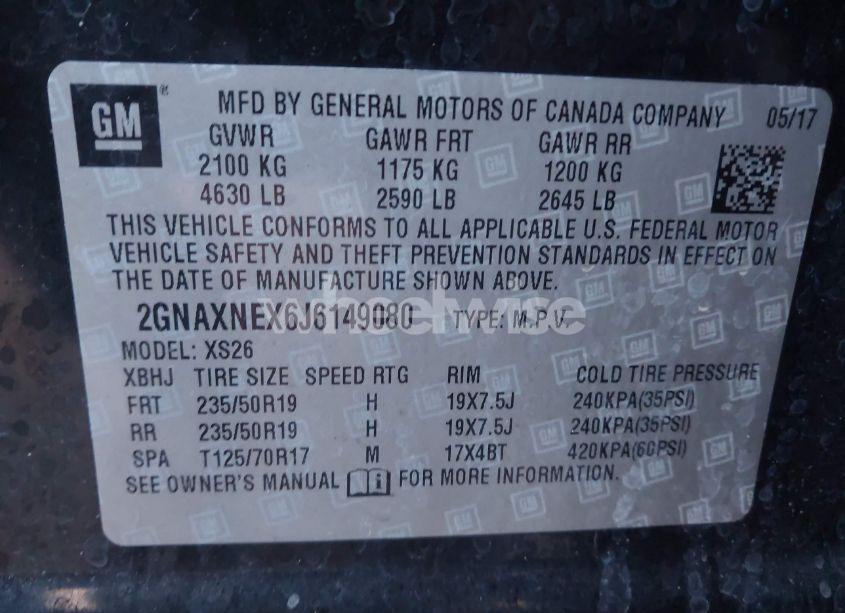 GM ®
MFD BY GENERAL MOTORS OF CANADA COMPANY 05/17
GVWR GAWR FRT GAWR RR
2100 KG 1175 KG 1200 KG
4630 LB 2590 LB 2645 LB
THIS VEHICLE CONFORMS TO ALL APPLICABLE U.S. FEDERAL MOTOR
VEHICLE SAFETY AND THEFT PREVENTION STANDARDS IN EFFECT ON
THE DATE OF MANUFACTURE SHOWN ABOVE.
wheelwise
2GNAXNEX6J6149080 TYPE: M.P.V.
MODEL: XS26
XBHJ TIRE SIZE SPEED RTG RIM COLD TIRE PRESSURE
FRT 235/50R19 H 19X7.5J 240KPA(35PSI)
RR 235/50R19 H 19X7.5J 240KPA(35PSI)
SPA T125/70R17 M 17X4BT 420KPA(60PSI)
SEE OWNER'S MANUAL FOR MORE INFORMATION.